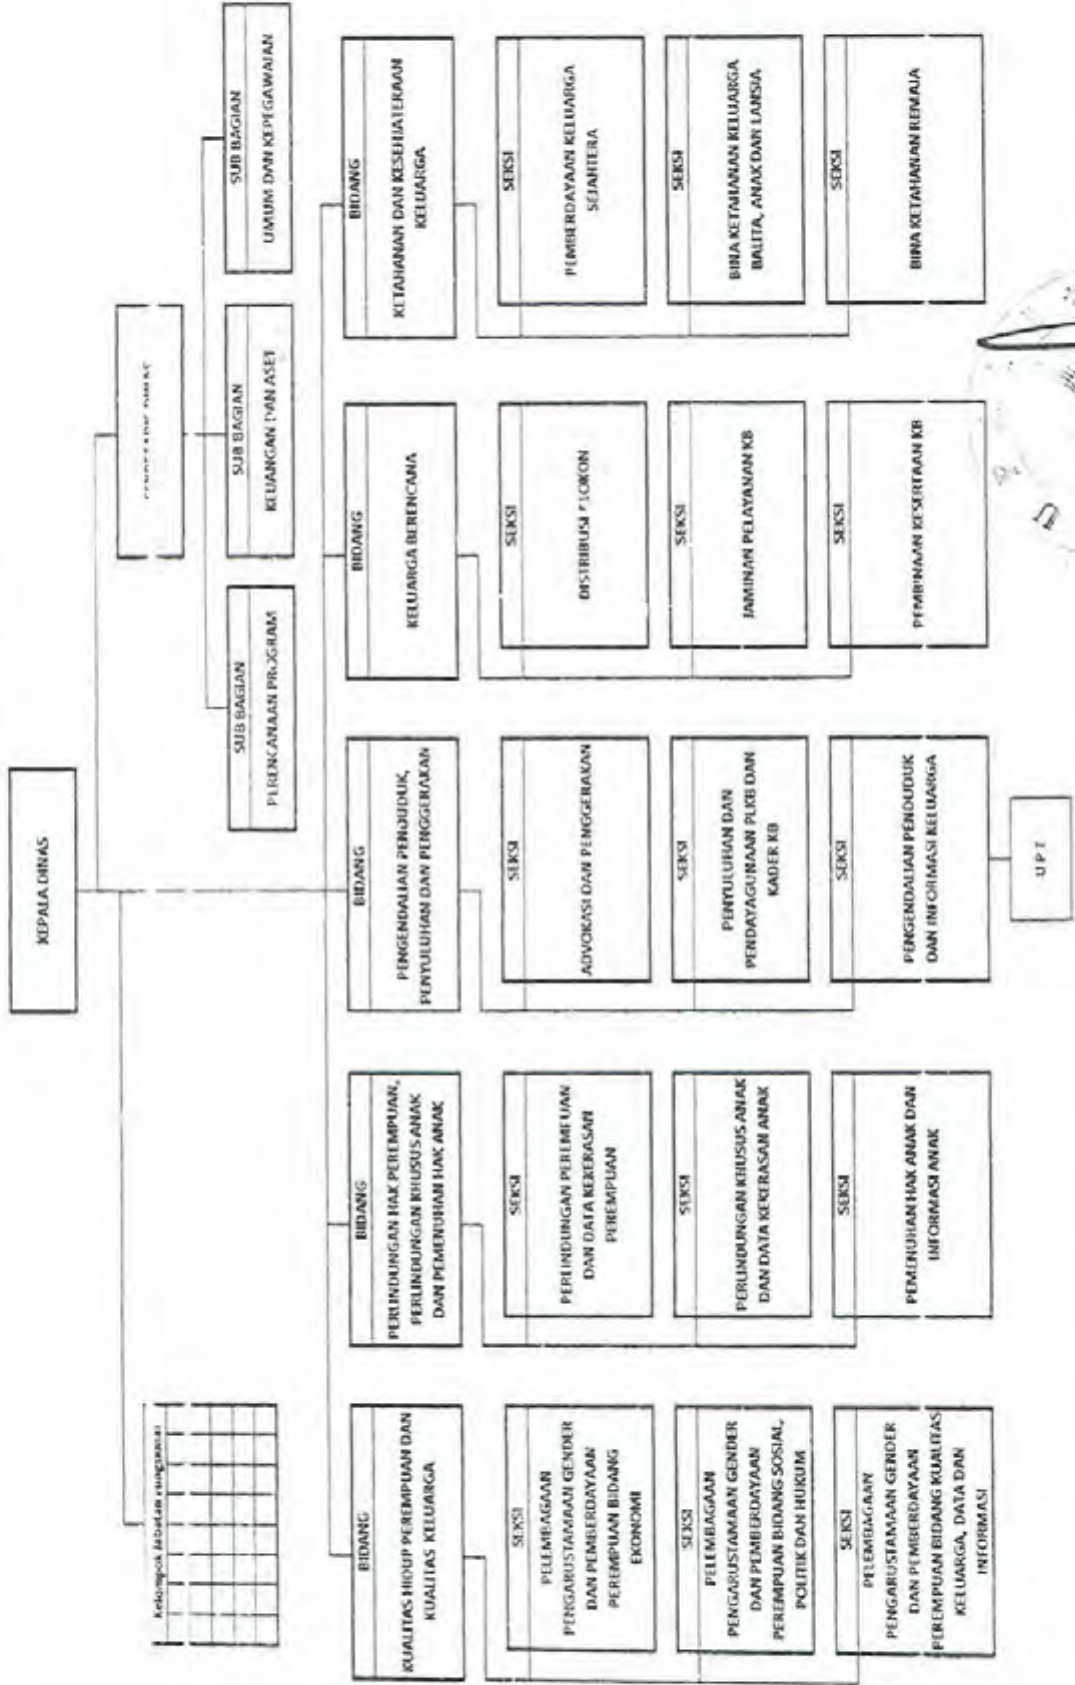 KEPALA DINAS
Kelompok Jabatan Fungsional
SUB BAGIAN
PERENCANAAN PROGRAM
SUB BAGIAN
KEUANGAN DAN ASET
SUB BAGIAN
UMUM DAN KEPEGAWAIAN
BIDANG
KUALITAS HIDUP PEREMPUAN DAN
KUALITAS KELUARGA
SEKSI
PELEMBAGAAN
PENGARUSTAMAAN GENDER
DAN PEMBERDAYAAN
PEREMPUAN BIDANG
EKONOMI
SEKSI
PELEMBAGAAN
PENGARUSTAMAAN GENDER
DAN PEMBERDAYAAN
PEREMPUAN BIDANG SOSIAL,
POLITIK DAN HUKUM
SEKSI
PELEMBAGAAN
PENGARUSTAMAAN GENDER
DAN PEMBERDAYAAN
PEREMPUAN BIDANG KUALITAS
KELUARGA, DATA DAN
INFORMASI
BIDANG
PERLINDUNGAN HAK PEREMPUAN,
PERLINDUNGAN KHUSUS ANAK
DAN PEMENUHAN HAK ANAK
SEKSI
PERLINDUNGAN PEREMPUAN
DAN DATA KEKERASAN
PEREMPUAN
SEKSI
PERLINDUNGAN KHUSUS ANAK
DAN DATA KEKERASAN ANAK
SEKSI
PEMENUHAN HAK ANAK DAN
INFORMASI ANAK
BIDANG
PENGENDALIAN PENDUDUK,
PENYULUHAN DAN PENGGERAKAN
SEKSI
ADVOKASI DAN PENGGERAKAN
SEKSI
PENYULUHAN DAN
PENDAYAGUNAAN PLKB DAN
KADER KB
SEKSI
PENGENDALIAN PENDUDUK
DAN INFORMASI KELUARGA
UPT
BIDANG
KELUARGA BERENCANA
SEKSI
DISTRIBUSI
SEKSI
JAMINAN PELAYANAN KB
SEKSI
PEMBINAAN KESERTAAN KB
BIDANG
KETAHANAN DAN KESEHJATERAAN
KELUARGA
SEKSI
PEMBERDAYAAN KELUARGA
SEJAHTERA
SEKSI
BINA KETAHANAN KELUARGA
BALITA, ANAK DAN LANSIA
SEKSI
BINA KETAHANAN REMAJA